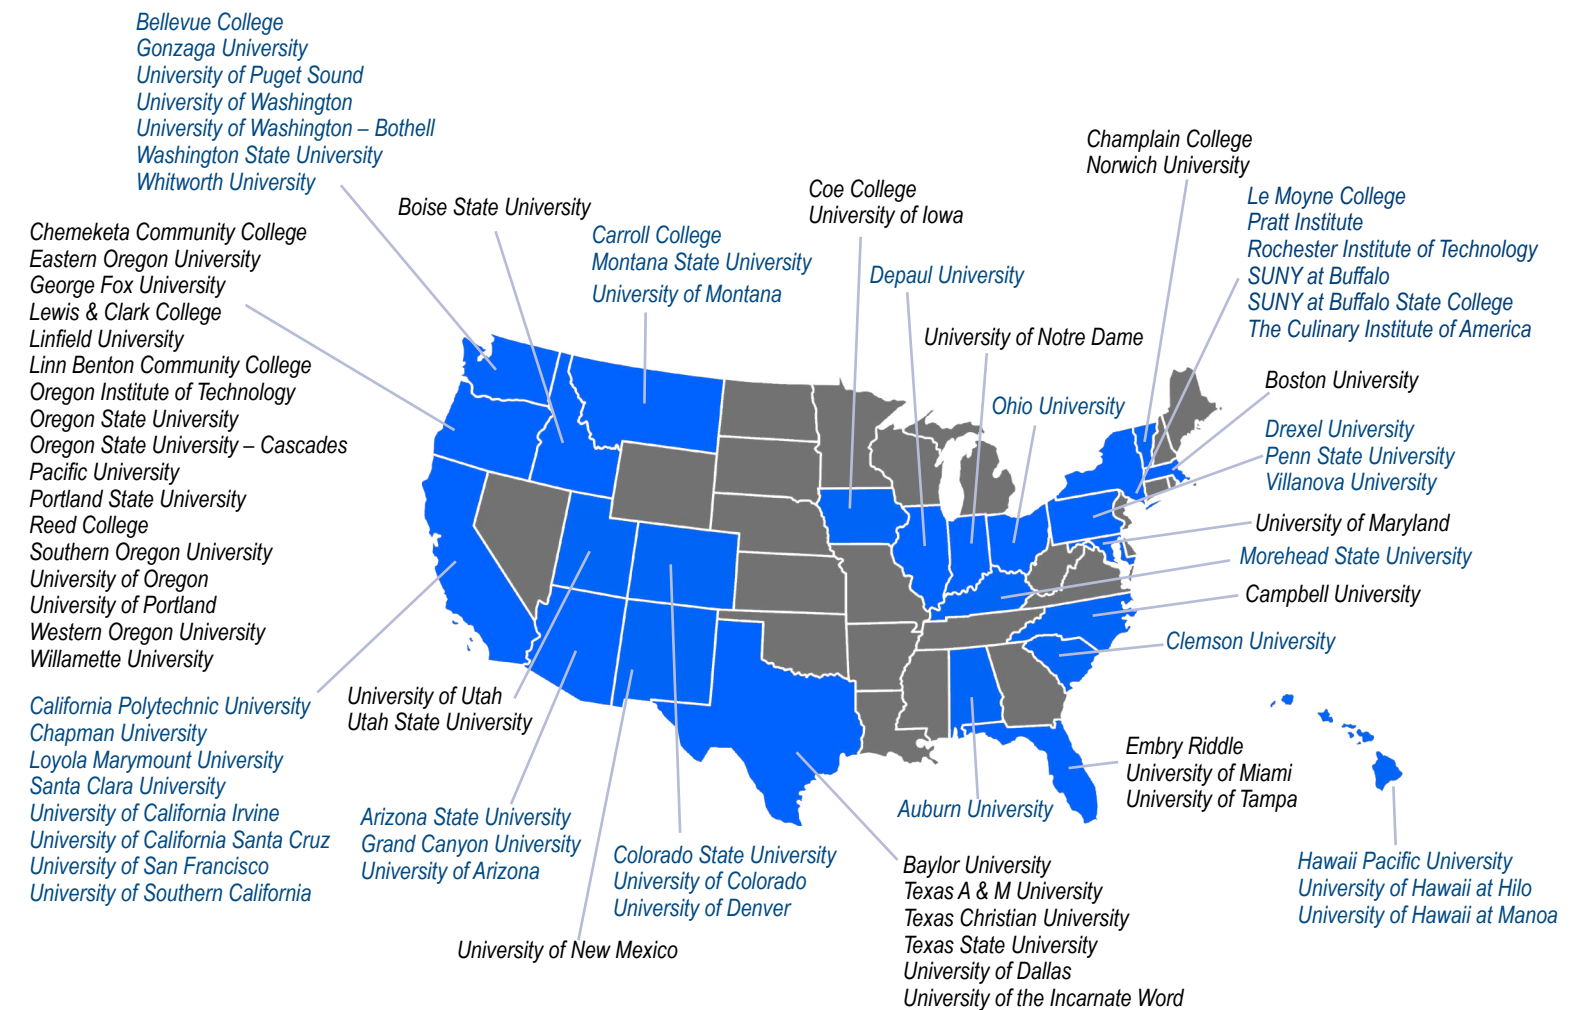 Bellevue College
Gonzaga University
University of Puget Sound
University of Washington
University of Washington – Bothell
Washington State University
Whitworth University
Boise State University
Chemeketa Community College
Eastern Oregon University
George Fox University
Lewis & Clark College
Linfield University
Linn Benton Community College
Oregon Institute of Technology
Oregon State University
Oregon State University – Cascades
Pacific University
Portland State University
Reed College
Southern Oregon University
University of Oregon
University of Portland
Western Oregon University
Willamette University
Carroll College
Montana State University
University of Montana
Coe College
University of Iowa
Depaul University
University of Notre Dame
Ohio University
Champlain College
Norwich University
Le Moyne College
Pratt Institute
Rochester Institute of Technology
SUNY at Buffalo
SUNY at Buffalo State College
The Culinary Institute of America
Boston University
Drexel University
Penn State University
Villanova University
University of Maryland
Morehead State University
Campbell University
Clemson University
California Polytechnic University
Chapman University
Loyola Marymount University
Santa Clara University
University of California Irvine
University of California Santa Cruz
University of San Francisco
University of Southern California
University of Utah
Utah State University
Arizona State University
Grand Canyon University
University of Arizona
University of New Mexico
Colorado State University
University of Colorado
University of Denver
Auburn University
Baylor University
Texas A & M University
Texas Christian University
Texas State University
University of Dallas
University of the Incarnate Word
Embry Riddle
University of Miami
University of Tampa
Hawaii Pacific University
University of Hawaii at Hilo
University of Hawaii at Manoa